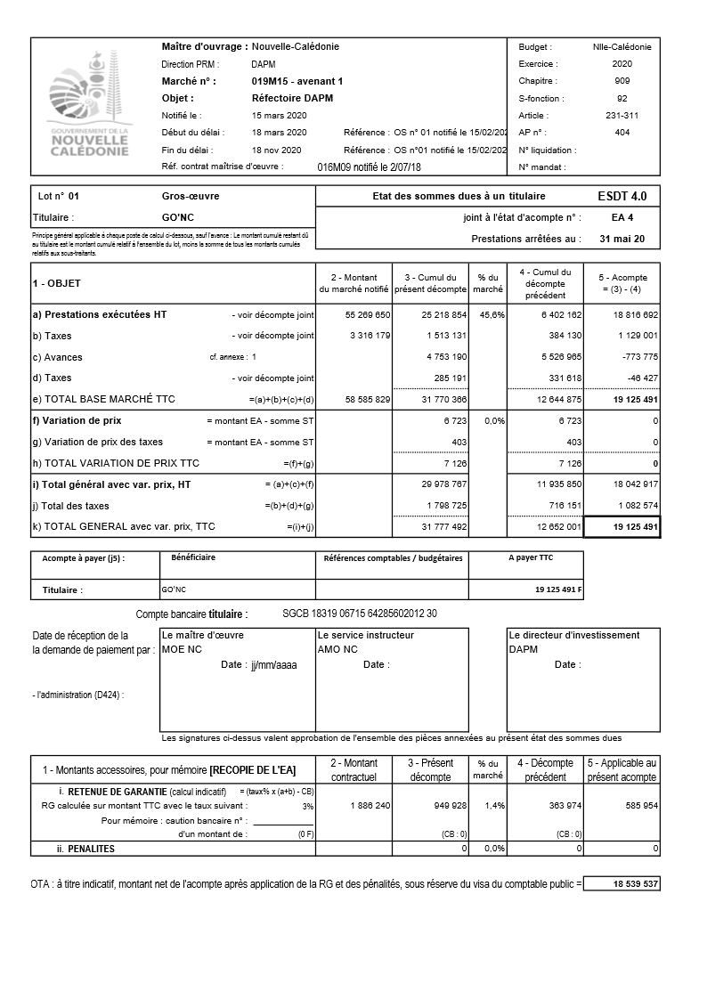 GOUVERNEMENT DE LA
NOUVELLE
CALÉDONIE
Maître d'ouvrage : Nouvelle-Calédonie
Direction PRM : DAPM
Marché n° : 019M15 - avenant 1
Objet : Réfectoire DAPM
Notifié le : 15 mars 2020
Début du délai : 18 mars 2020 Référence : OS n° 01 notifié le 15/02/202
Fin du délai : 18 nov 2020 Référence : OS n°01 notifié le 15/02/202
Réf. contrat maîtrise d'œuvre : 016M09 notifié le 2/07/18
Budget : Nlle-Calédonie
Exercice : 2020
Chapitre : 909
S-fonction : 92
Article : 231-311
AP n° : 404
N° liquidation :
N° mandat :
Lot n° 01 Gros-œuvre
Titulaire : GO'NC
Principe général applicable à chaque poste de calcul ci-dessous, sauf l'avance : Le montant cumulé restant dû
au titulaire est le montant cumulé relatif à l'ensemble du lot, moins la somme de tous les montants cumulés
relatifs aux sous-traitants.
Etat des sommes dues à un titulaire ESDT 4.0
joint à l'état d'acompte n° : EA 4
Prestations arrêtées au : 31 mai 20
1 - OBJET
2 - Montant
du marché notifié
3 - Cumul du
présent décompte
% du
marché
4 - Cumul du
décompte
précédent
5 - Acompte
= (3) - (4)
a) Prestations exécutées HT - voir décompte joint 55 269 650 25 218 854 45,6% 6 402 162 18 816 692
b) Taxes - voir décompte joint 3 316 179 1 513 131 384 130 1 129 001
c) Avances cf. annexe : 1 4 753 190 5 526 965 -773 775
d) Taxes - voir décompte joint 285 191 331 618 -46 427
e) TOTAL BASE MARCHÉ TTC =(a)+(b)+(c)+(d) 58 585 829 31 770 366 12 644 875 19 125 491
f) Variation de prix = montant EA - somme ST 6 723 0,0% 6 723 0
g) Variation de prix des taxes = montant EA - somme ST 403 403 0
h) TOTAL VARIATION DE PRIX TTC =(f)+(g) 7 126 7 126 0
i) Total général avec var. prix, HT = (a)+(c)+(f) 29 978 767 11 935 850 18 042 917
j) Total des taxes =(b)+(d)+(g) 1 798 725 716 151 1 082 574
k) TOTAL GENERAL avec var. prix, TTC =(i)+(j) 31 777 492 12 652 001 19 125 491
Acompte à payer (j5) : Bénéficiaire Références comptables / budgétaires A payer TTC
Titulaire : GO'NC 19 125 491 F
Compte bancaire titulaire : SGCB 18319 06715 64285602012 30
Date de réception de la
la demande de paiement par :
- l'administration (D424) :
Le maître d'œuvre
MOE NC
Date : jj/mm/aaaa
Le service instructeur
AMO NC
Date :
Le directeur d'investissement
DAPM
Date :
Les signatures ci-dessus valent approbation de l'ensemble des pièces annexées au présent état des sommes dues
1 - Montants accessoires, pour mémoire [RECOPIE DE L'EA]
2 - Montant
contractuel
3 - Présent
décompte
% du
marché
4 - Décompte
précédent
5 - Applicable au
présent acompte
i. RETENUE DE GARANTIE (calcul indicatif) = (taux% x (a+b) - CB)
RG calculée sur montant TTC avec le taux suivant : 3% 1 886 240 949 928 1,4% 363 974 585 954
Pour mémoire : caution bancaire n° :
d'un montant de : (0 F) (CB : 0) (CB : 0)
ii. PENALITES 0 0,0% 0 0
OTA : à titre indicatif, montant net de l'acompte après application de la RG et des pénalités, sous réserve du visa du comptable public = 18 539 537